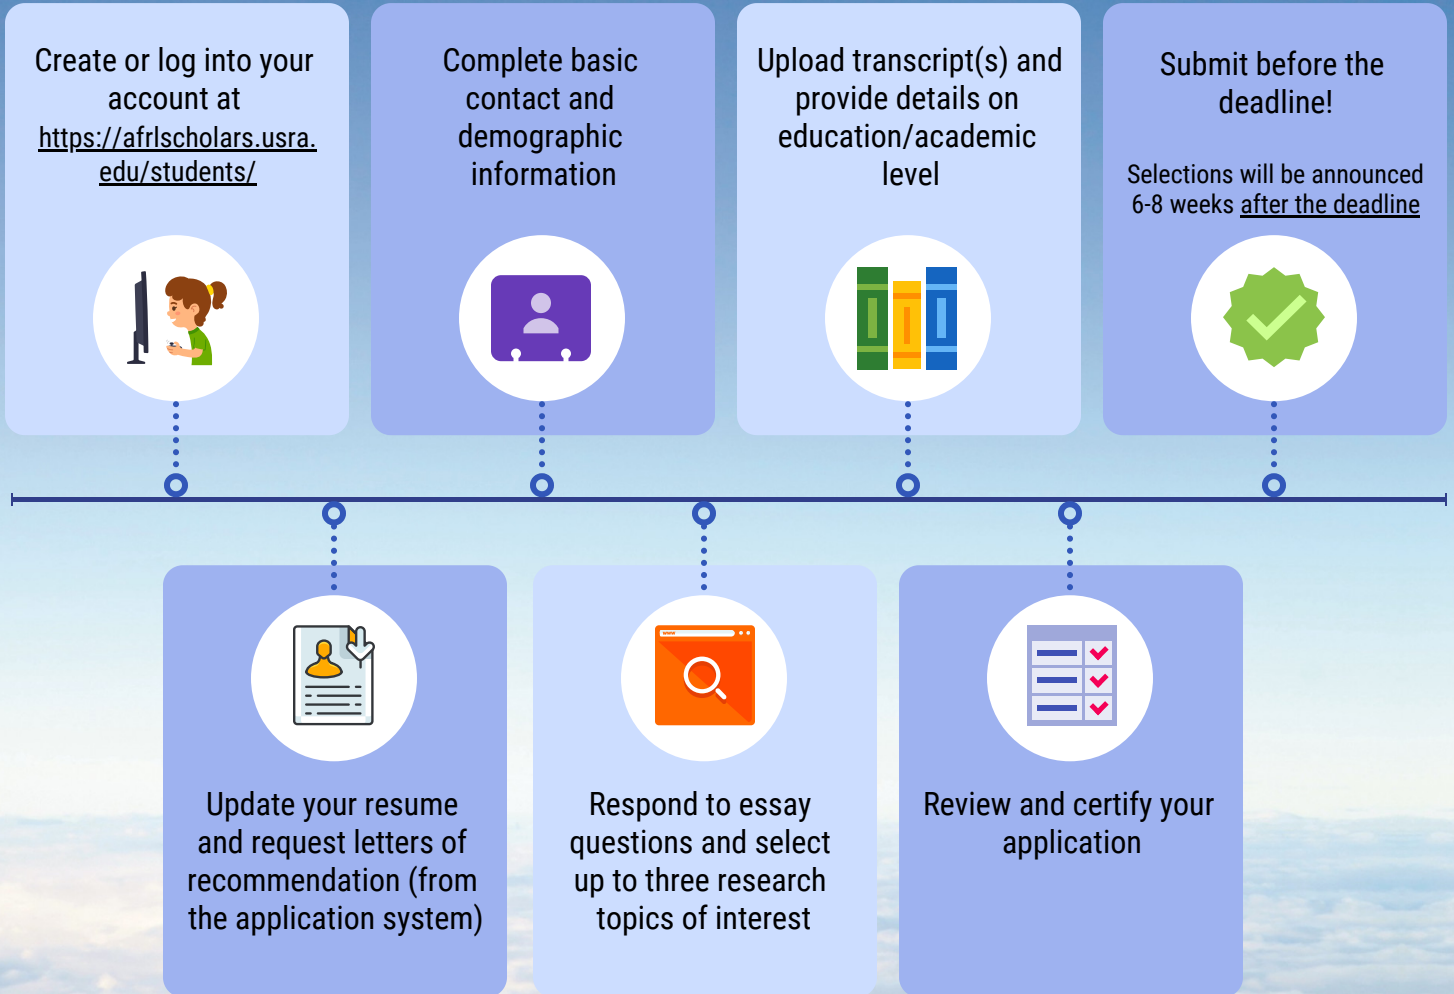 Create or log into your
account at
https://afrlscholars.usra.
edu/students/
Update your resume
and request letters of
recommendation (from
the application system)
Complete basic
contact and
demographic
information
Respond to essay
questions and select
up to three research
topics of interest
Upload transcript(s) and
provide details on
education/academic
level
Review and certify your
application
Submit before the
deadline!
Selections will be announced
6-8 weeks after the deadline
www